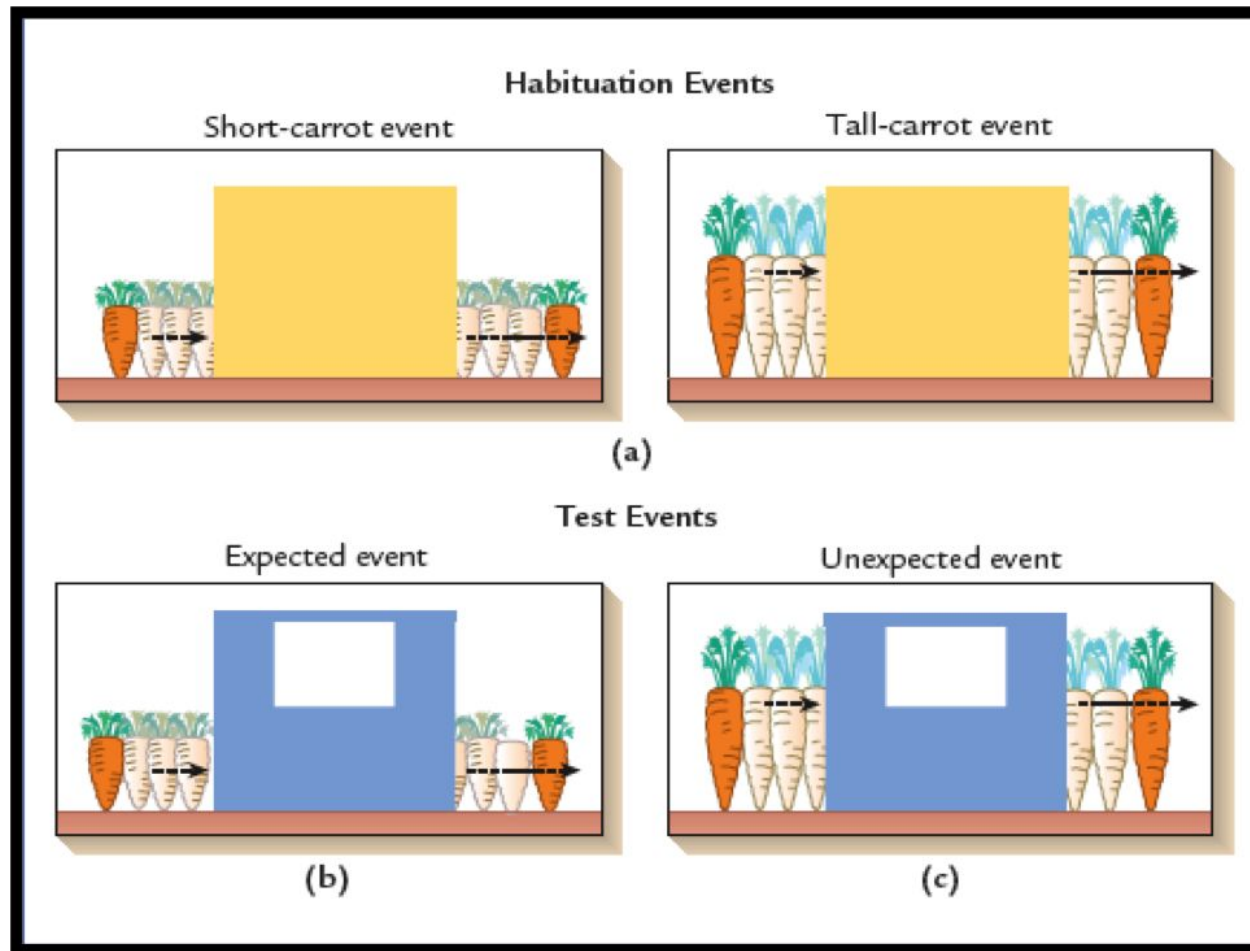 Habituation Events
Short-carrot event
Tall-carrot event
(a)
Test Events
Expected event
Unexpected event
(b)
(c)